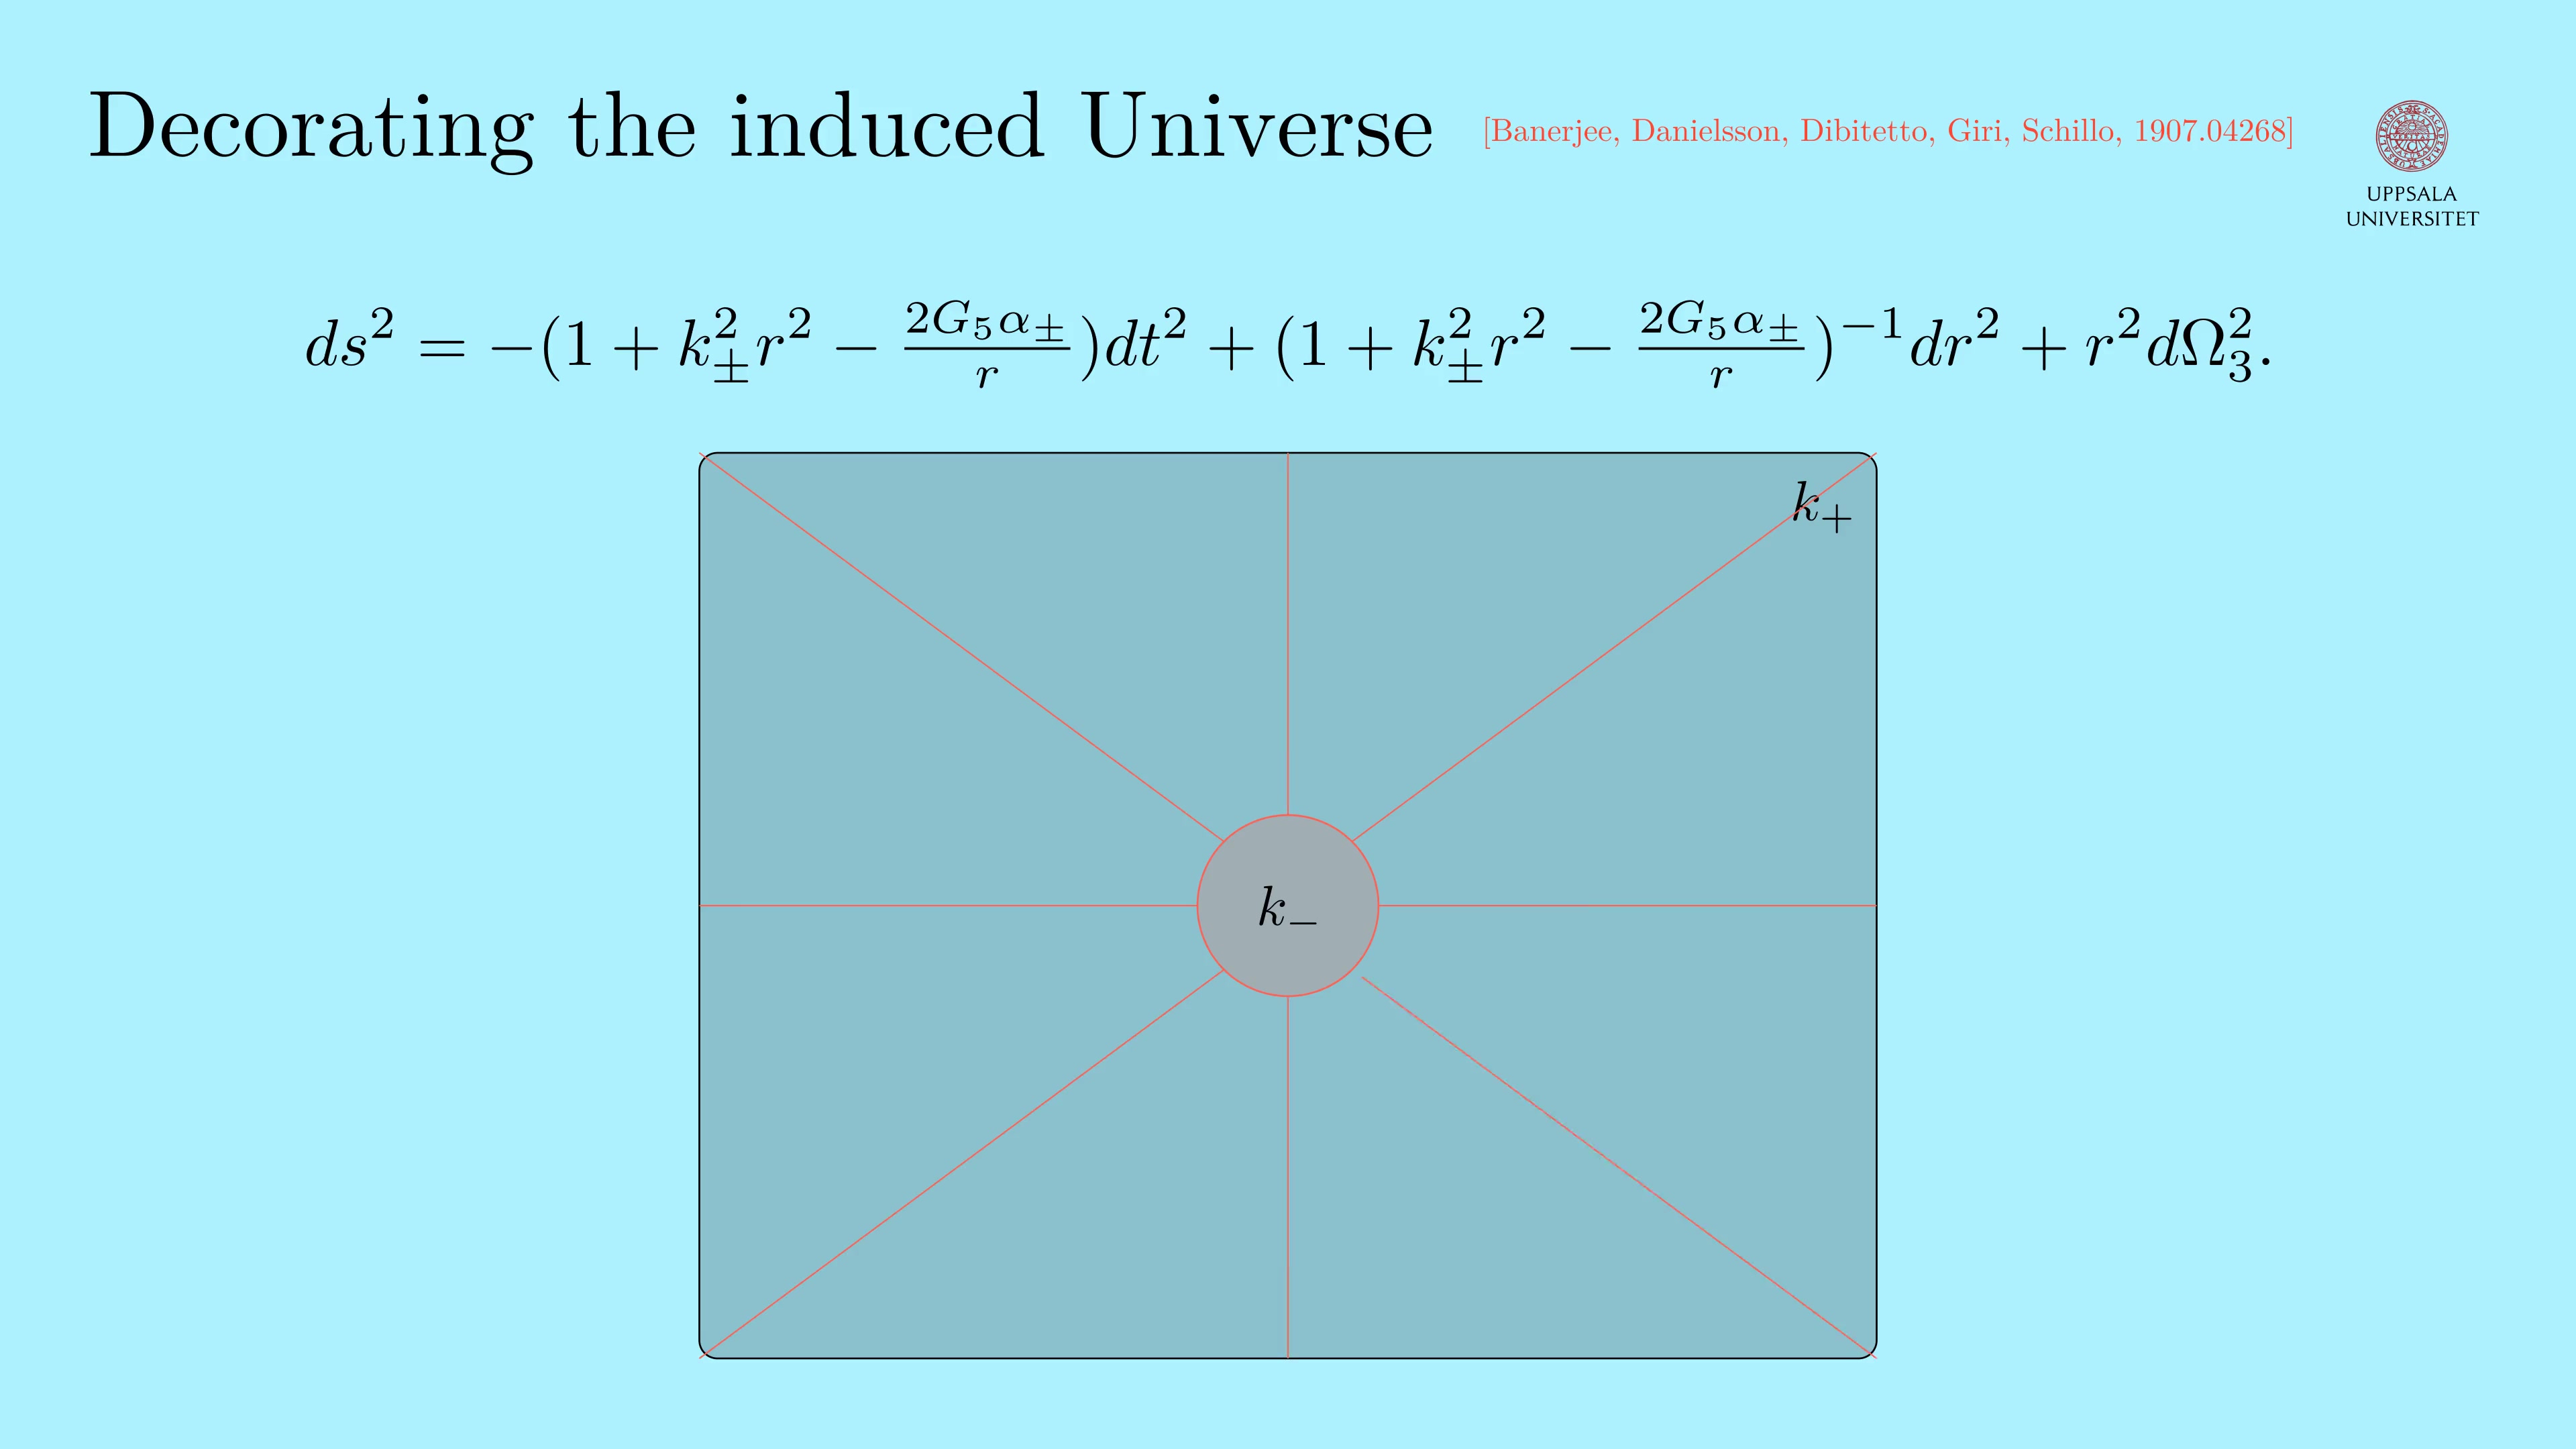 Decorating the induced Universe [Banerjee, Danielsson, Dibitetto, Giri, Schillo, 1907.04268]
UPPSALA
UNIVERSITET
$ds^2 = -(1 + k_{\pm}^2 r^2 - \frac{2G_5\alpha_{\pm}}{r})dt^2 + (1 + k_{\pm}^2 r^2 - \frac{2G_5\alpha_{\pm}}{r})^{-1}dr^2 + r^2 d\Omega_3^2.$
$k_+$
$k_-$